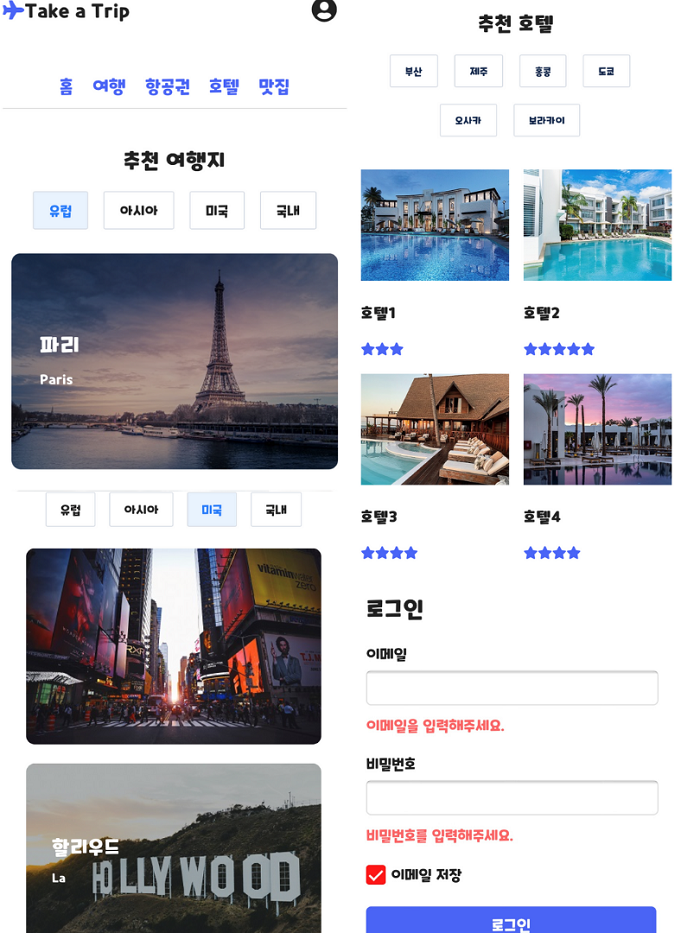 Take a Trip
홈 여행 항공권 호텔 맛집
추천 여행지
유럽 아시아 미국 국내
파리
Paris
유럽 아시아 미국 국내
vitaminwater
zero
할리우드
La
HOLLYWOOD
추천 호텔
부산 제주 홍콩 도쿄
오사카 보라카이
호텔1
호텔2
호텔3
호텔4
로그인
이메일
이메일을 입력해주세요.
비밀번호
비밀번호를 입력해주세요.
이메일 저장
로그인